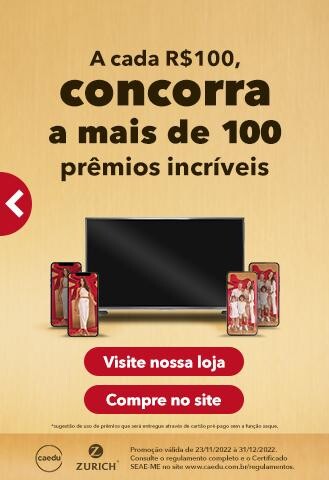 A cada R$100,
concorra
a mais de 100
prêmios incríveis
Visite nossa loja
Compre no site
*sugestão de uso de prêmios que será entregue através de cartão pré-pago sem a função saque.
caedu
ZURICH
Promoção válida de 23/11/2022 à 31/12/2022.
Consulte o regulamento completo e o Certificado
SEAE-ME no site www.caedu.com.br/regulamentos.